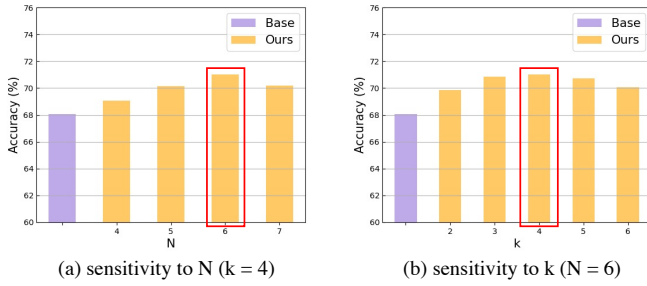 76
74
72
70
68
66
64
62
60
Accuracy (%)
Base
Ours
4 5 6 7
N
(a) sensitivity to N (k = 4)
76
74
72
70
68
66
64
62
60
Accuracy (%)
Base
Ours
2 3 4 5 6
k
(b) sensitivity to k (N = 6)